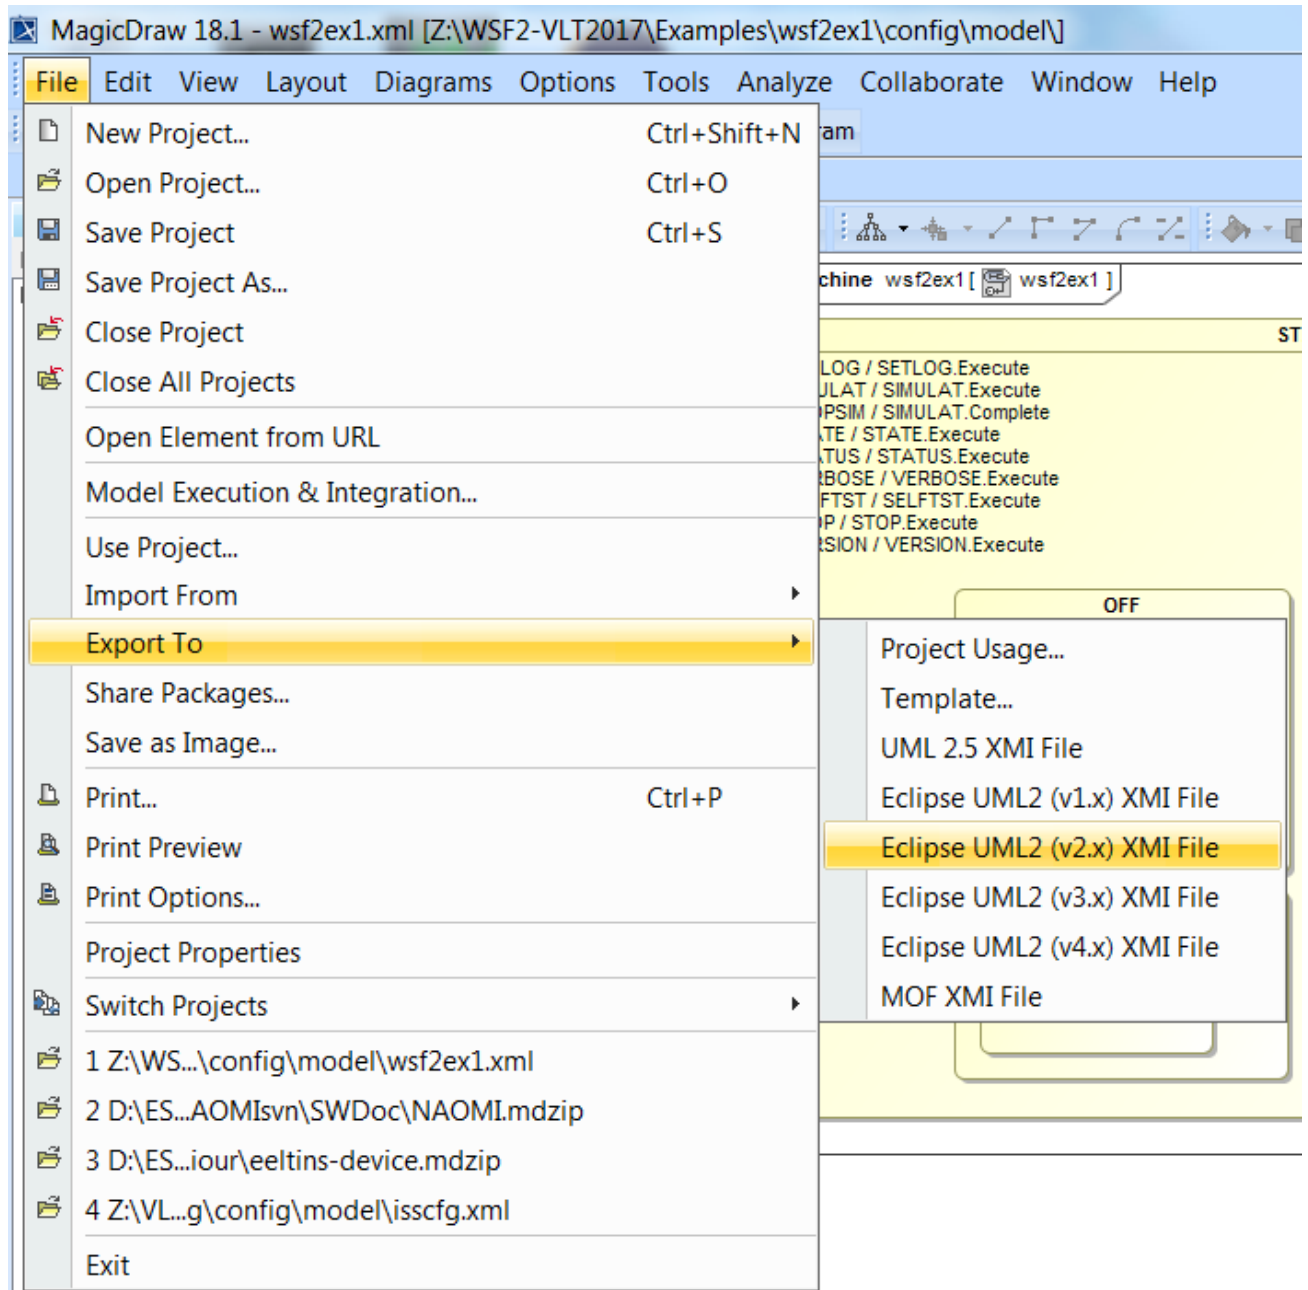 MagicDraw 18.1 - wsf2ex1.xml [Z:\WSF2-VLT2017\Examples\wsf2ex1\config\model\]
File Edit View Layout Diagrams Options Tools Analyze Collaborate Window Help
New Project... Ctrl+Shift+N
ram
Open Project... Ctrl+O
Save Project Ctrl+S
Save Project As...
chine wsf2ex1 [ wsf2ex1 ]
Close Project
ST
Close All Projects
LOG / SETLOG.Execute
ULAT / SIMULAT.Execute
OPSIM / SIMULAT.Complete
ATE / STATE.Execute
ATUS / STATUS.Execute
RBOSE / VERBOSE.Execute
FTST / SELFTST.Execute
OP / STOP.Execute
RSION / VERSION.Execute
Open Element from URL
Model Execution & Integration...
Use Project...
Import From
OFF
Export To
Project Usage...
Template...
UML 2.5 XMI File
Eclipse UML2 (v1.x) XMI File
Eclipse UML2 (v2.x) XMI File
Eclipse UML2 (v3.x) XMI File
Eclipse UML2 (v4.x) XMI File
MOF XMI File
Share Packages...
Save as Image...
Print... Ctrl+P
Print Preview
Print Options...
Project Properties
Switch Projects
1 Z:\WS...\config\model\wsf2ex1.xml
2 D:\ES...AOMIsvn\SWDoc\NAOMI.mdzip
3 D:\ES...iour\eeltins-device.mdzip
4 Z:\VL...g\config\model\isscfg.xml
Exit